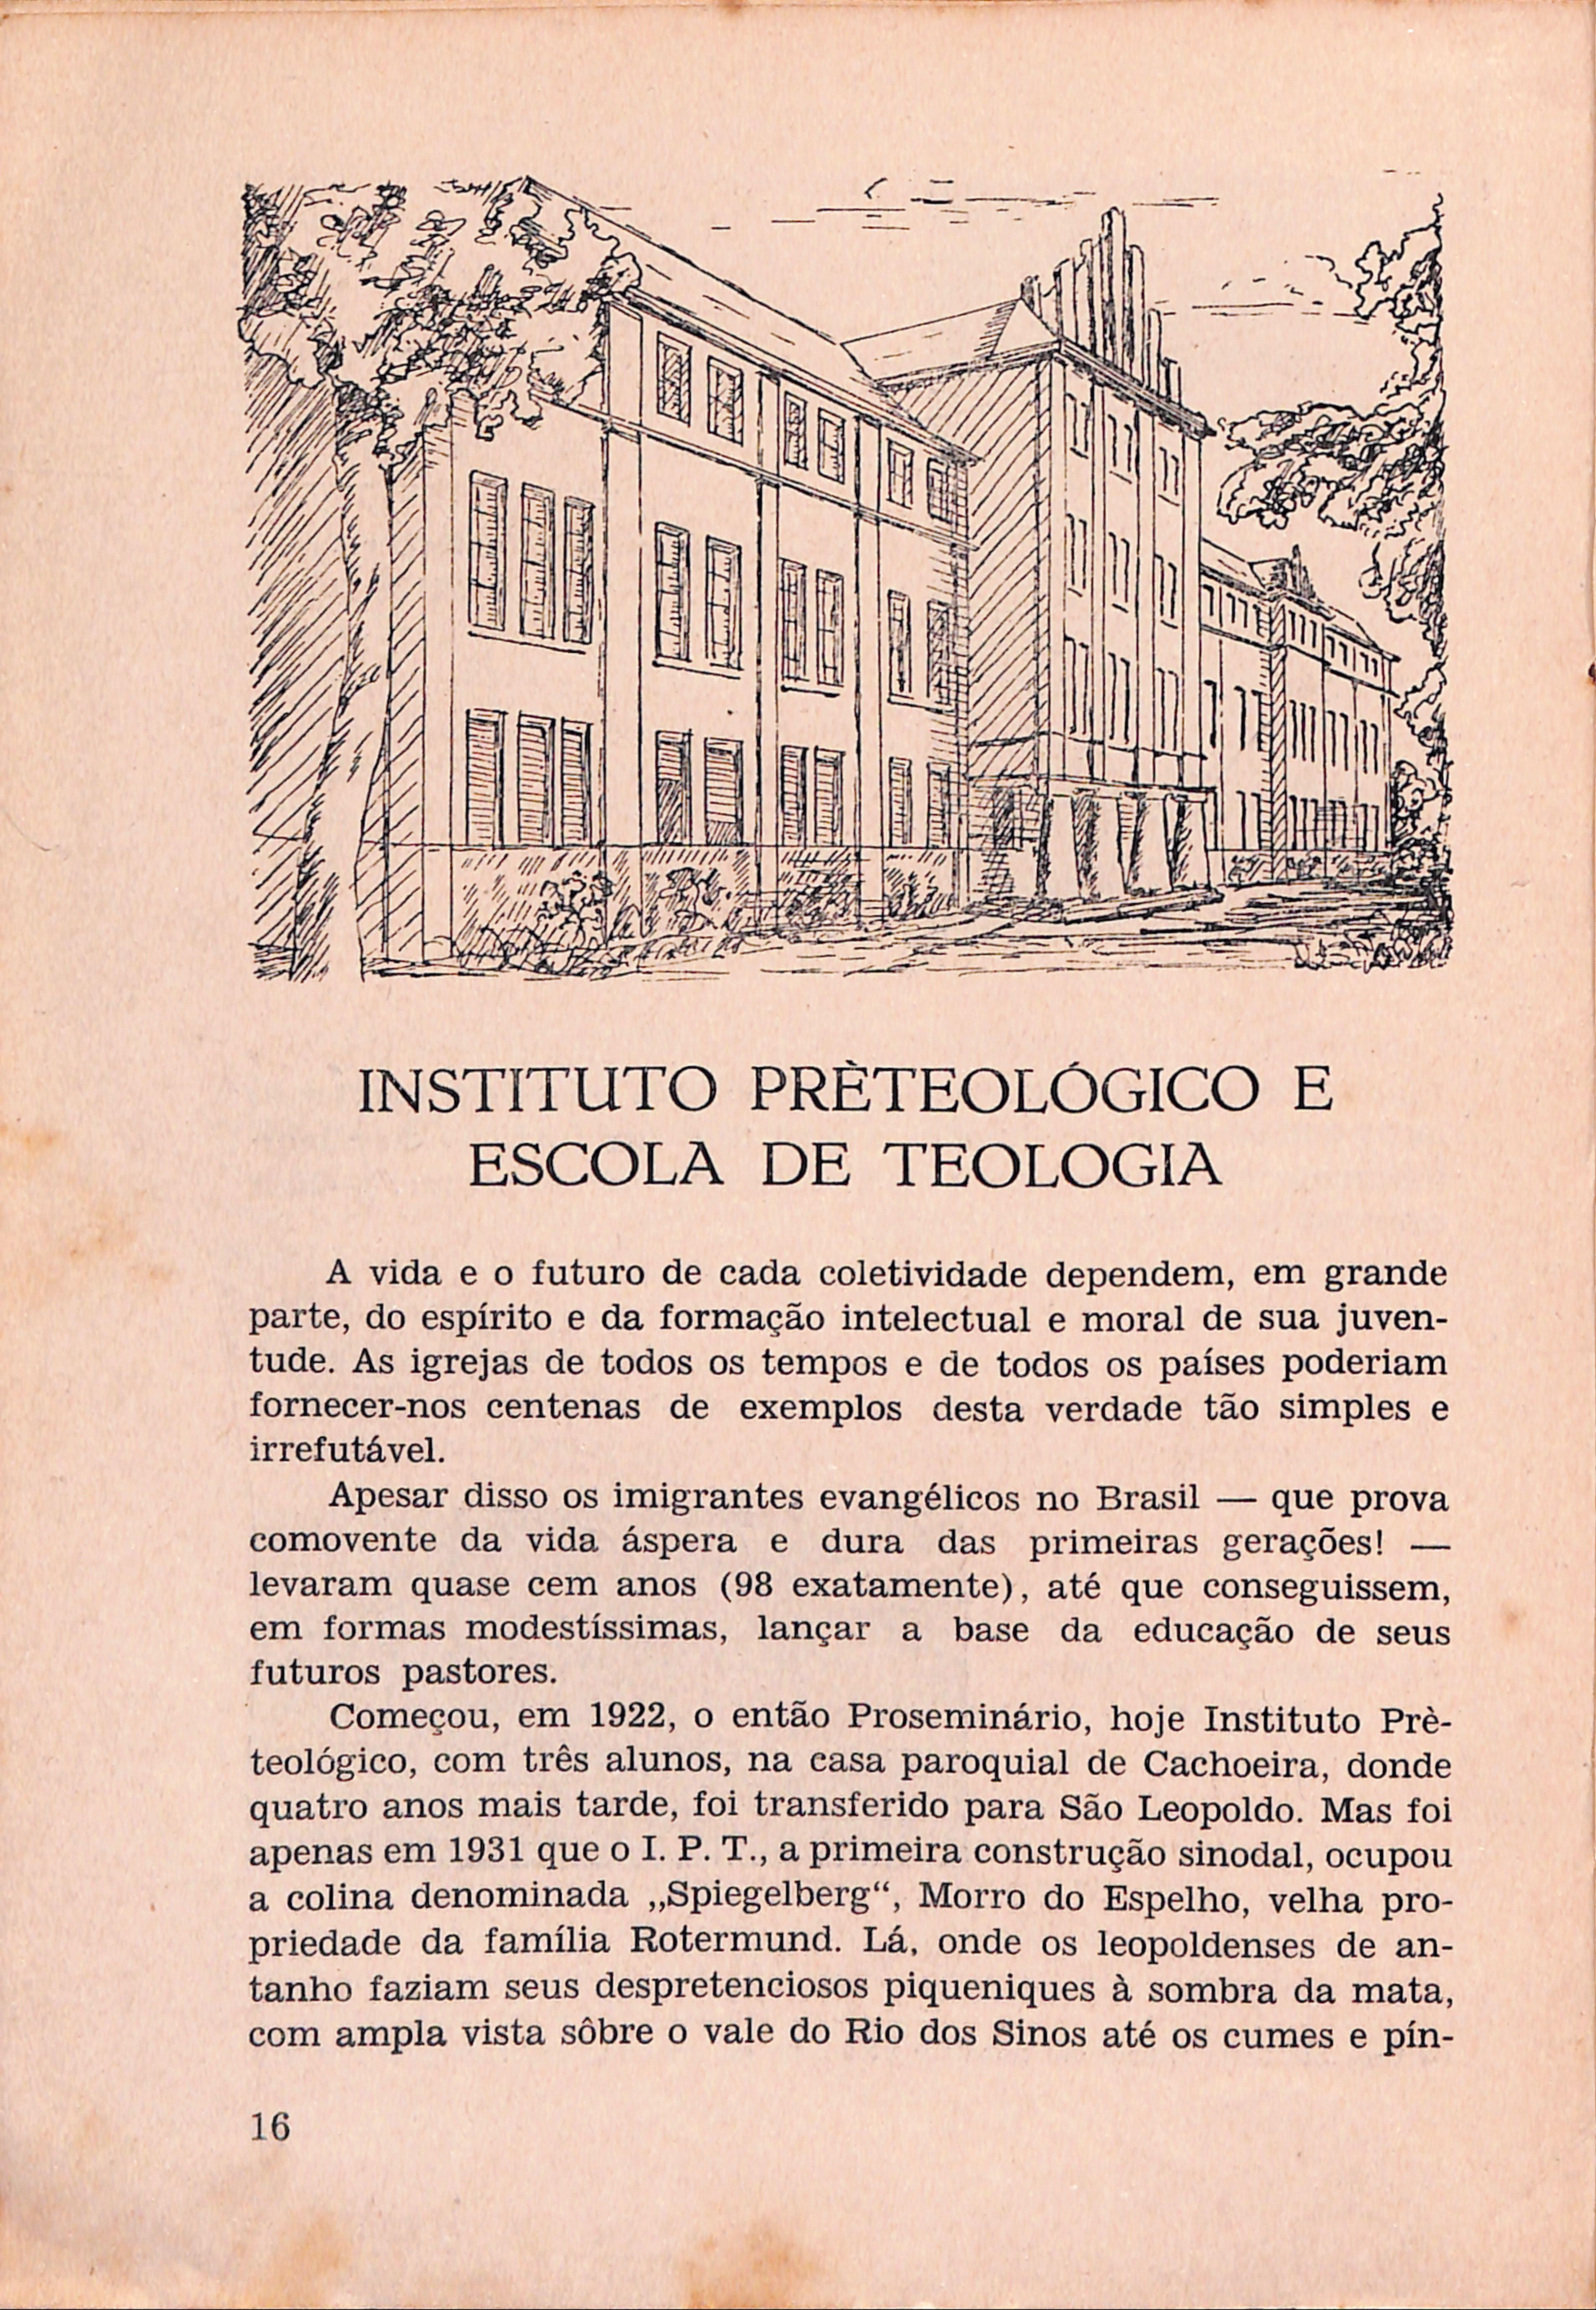 INSTITUTO PRÈTEOLÓGICO E
ESCOLA DE TEOLOGIA
A vida e o futuro de cada coletividade dependem, em grande
parte, do espírito e da formação intelectual e moral de sua juven-
tude. As igrejas de todos os tempos e de todos os países poderiam
fornecer-nos centenas de exemplos desta verdade tão simples e
irrefutável.
Apesar disso os imigrantes evangélicos no Brasil — que prova
comovente da vida áspera e dura das primeiras gerações! —
levaram quase cem anos (98 exatamente), até que conseguissem,
em formas modestíssimas, lançar a base da educação de seus
futuros pastores.
Começou, em 1922, o então Proseminário, hoje Instituto Prè-
teológico, com três alunos, na casa paroquial de Cachoeira, donde
quatro anos mais tarde, foi transferido para São Leopoldo. Mas foi
apenas em 1931 que o I. P. T., a primeira construção sinodal, ocupou
a colina denominada „Spiegelberg“, Morro do Espelho, velha pro-
priedade da família Rotermund. Lá, onde os leopoldenses de an-
tanho faziam seus despretenciosos piqueniques à sombra da mata,
com ampla vista sôbre o vale do Rio dos Sinos até os cumes e pín-
16